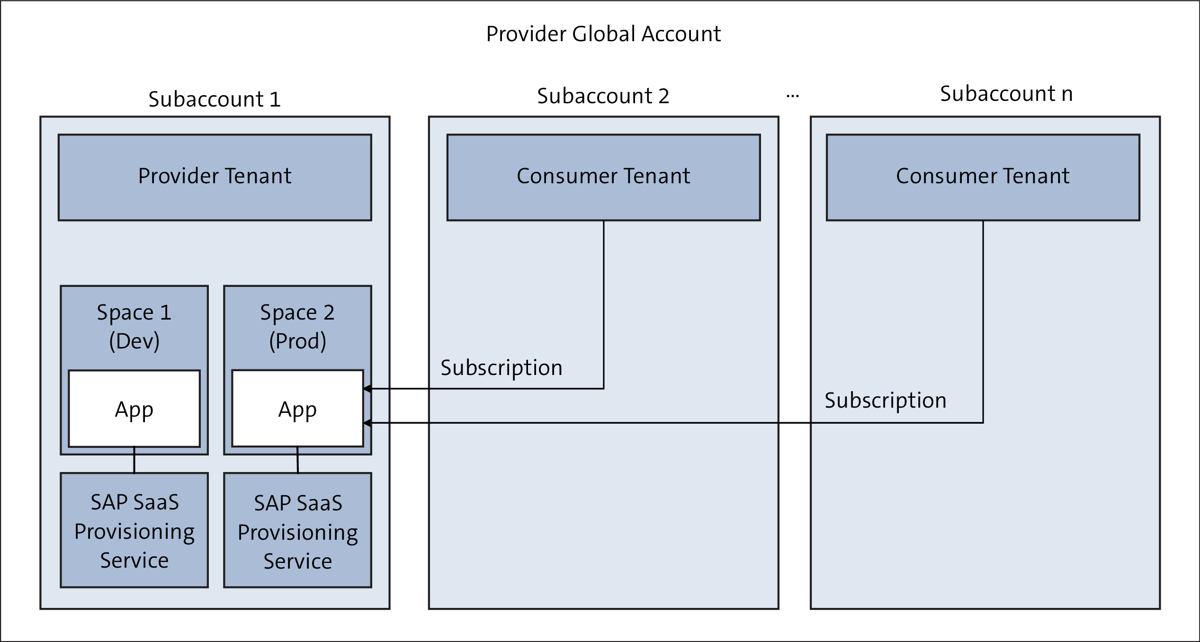 Provider Global Account
Subaccount 1
Subaccount 2
...
Subaccount n
Provider Tenant
Consumer Tenant
Consumer Tenant
Space 1
(Dev)
Space 2
(Prod)
App
App
Subscription
Subscription
SAP SaaS
Provisioning
Service
SAP SaaS
Provisioning
Service